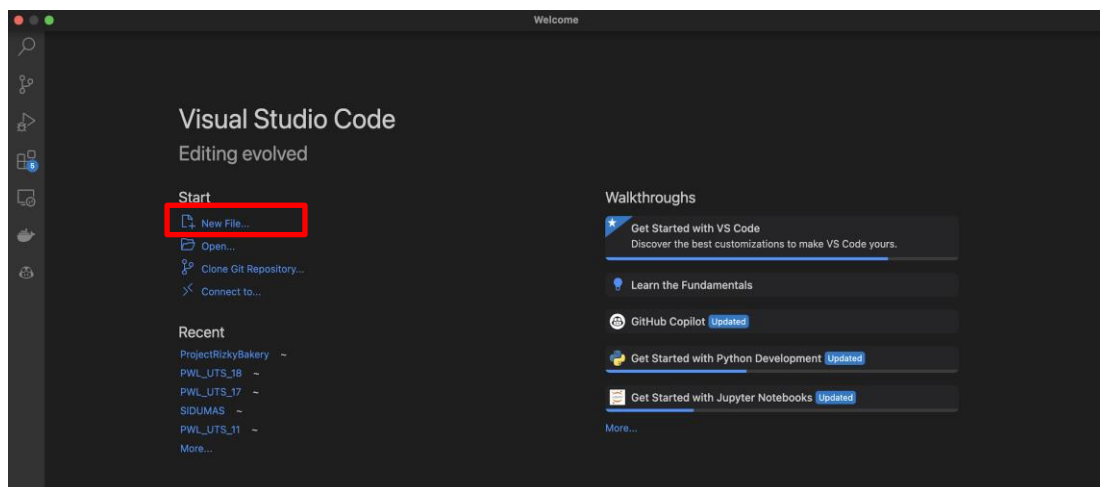 Welcome
Visual Studio Code
Editing evolved
Start
New File...
Open...
Clone Git Repository...
Connect to...
Recent
ProjectRizkyBakery ~
PWL_UTS_18 ~
PWL_UTS_17 ~
SIDUMAS ~
PWL_UTS_11 ~
More...
Walkthroughs
Get Started with VS Code
Discover the best customizations to make VS Code yours.
Learn the Fundamentals
GitHub Copilot Updated
Get Started with Python Development Updated
Get Started with Jupyter Notebooks Updated
More...
5